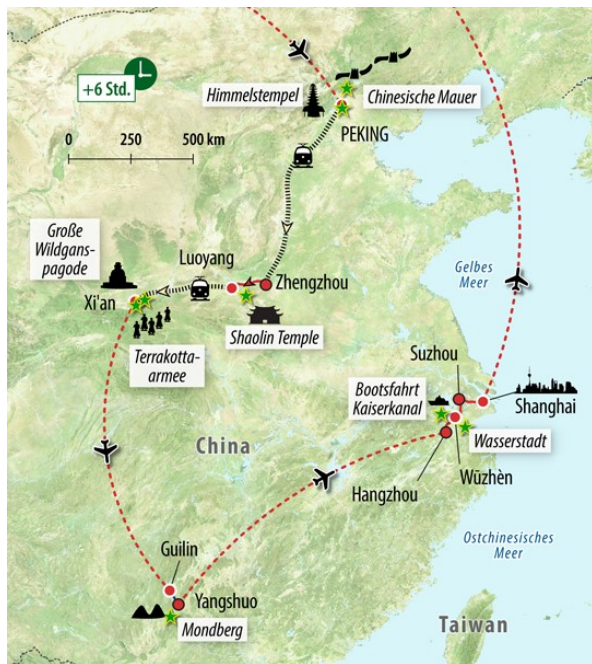 +6 Std.
Himmelstempel
Chinesische Mauer
PEKING
0
250
500 km
Große
Wildgans-
pagode
Luoyang
Zhengzhou
Xi'an
Shaolin Temple
Terrakotta-
armee
Gelbes
Meer
Suzhou
Bootsfahrt
Kaiserkanal
Shanghai
Wasserstadt
China
Wūzhèn
Hangzhou
Ostchinesisches
Meer
Guilin
Yangshuo
Mondberg
Taiwan